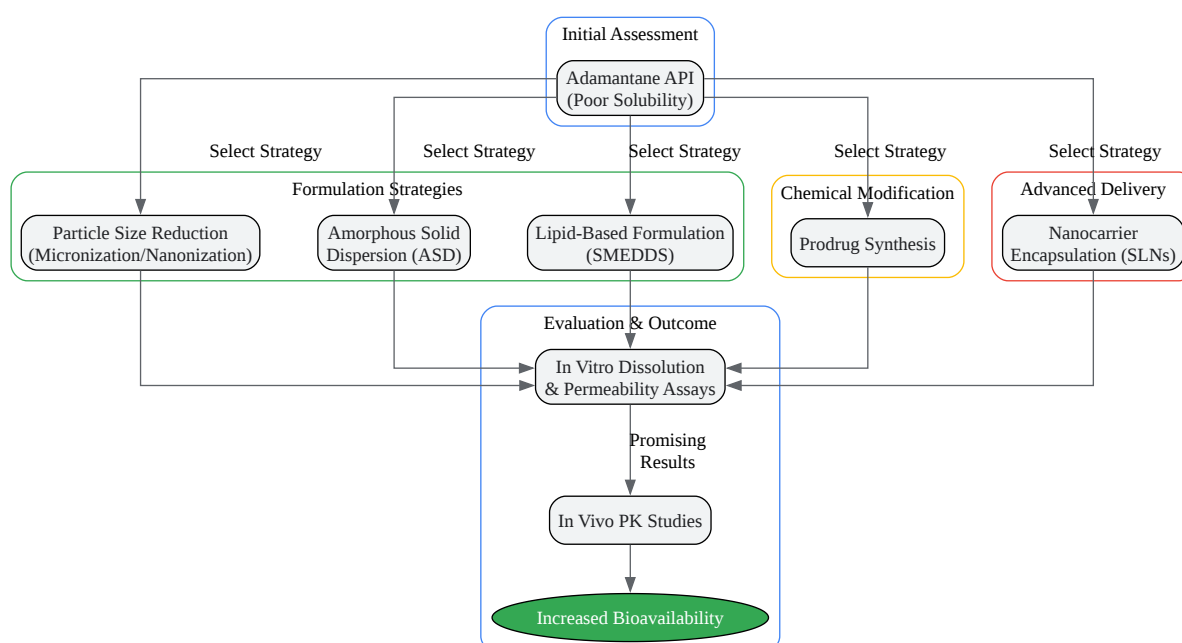 Initial Assessment
Adamantane API
(Poor Solubility)
Select Strategy
Select Strategy
Select Strategy
Select Strategy
Select Strategy
Formulation Strategies
Chemical Modification
Advanced Delivery
Particle Size Reduction
(Micronization/Nanonization)
Amorphous Solid
Dispersion (ASD)
Lipid-Based Formulation
(SMEDDS)
Prodrug Synthesis
Nanocarrier
Encapsulation (SLNs)
Evaluation & Outcome
In Vitro Dissolution
& Permeability Assays
Promising
Results
In Vivo PK Studies
Increased Bioavailability